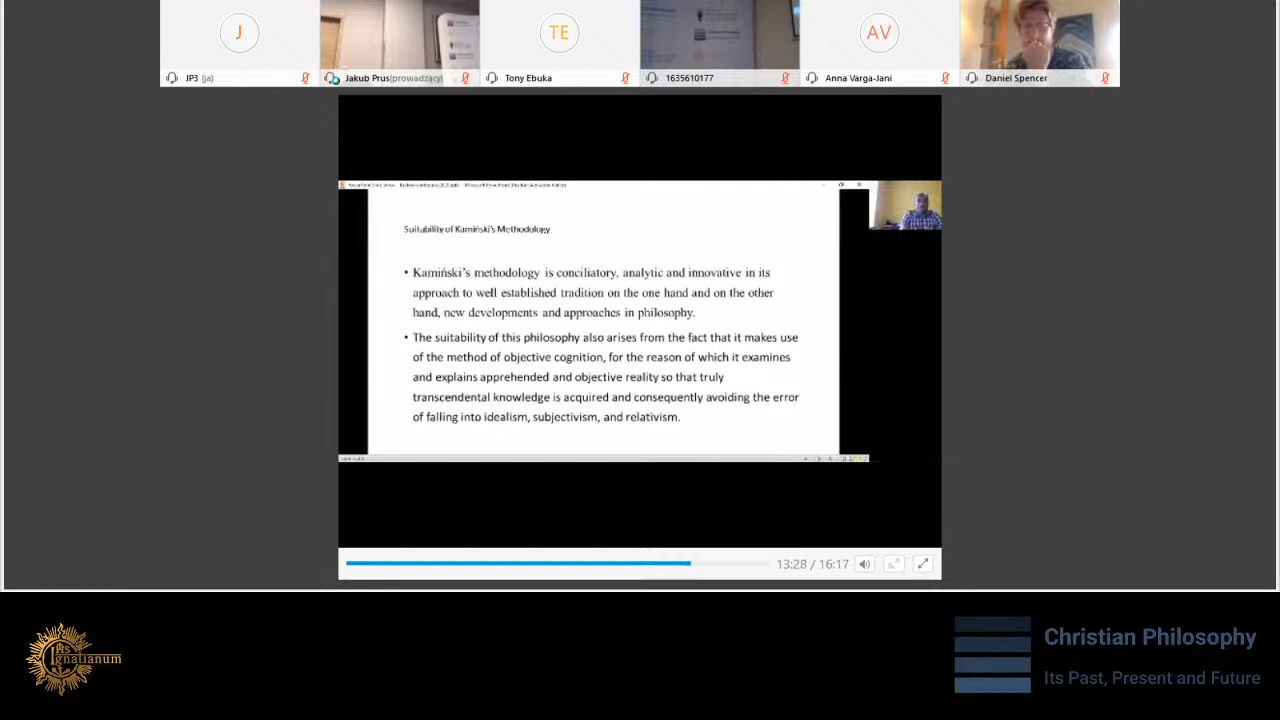 J
TE
AV
JP3 (ja)
Jakub Prus(prowadzący)
Tony Ebuka
1635610177
Anna Varga-Jani
Daniel Spencer
Suitability of Kamiński's Methodology
• Kamiński's methodology is conciliatory, analytic and innovative in its
approach to well established tradition on the one hand and on the other
hand, new developments and approaches in philosophy.
• The suitability of this philosophy also arises from the fact that it makes use
of the method of objective cognition, for the reason of which it examines
and explains apprehended and objective reality so that truly
transcendental knowledge is acquired and consequently avoiding the error
of falling into idealism, subjectivism, and relativism.
13:28 / 16:17
Ignatianum
Christian Philosophy
Its Past, Present and Future